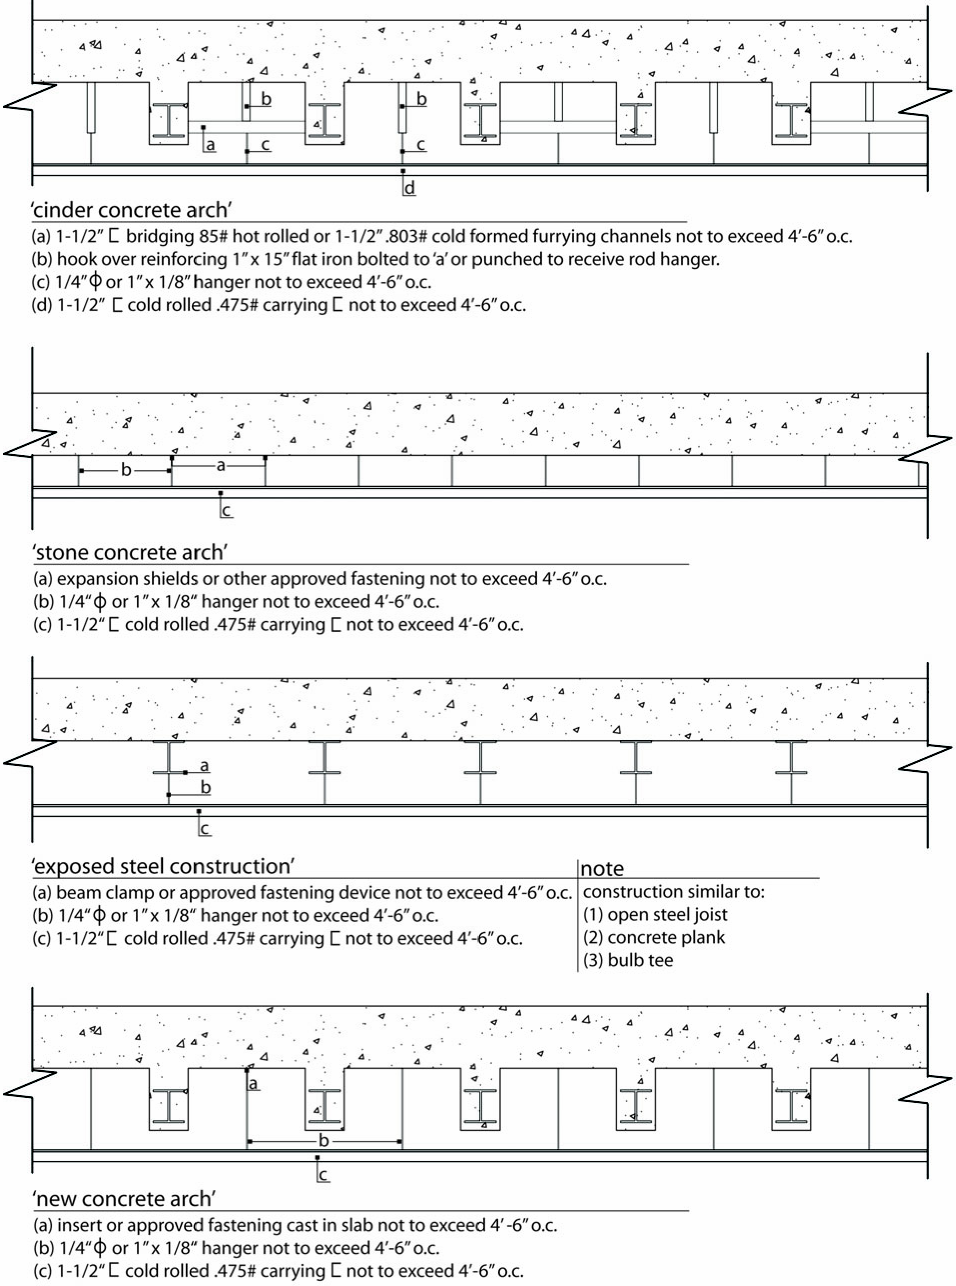 b
b
a
c
c
d
'cinder concrete arch'
(a) 1-1/2" [ bridging 85# hot rolled or 1-1/2" .803# cold formed furrying channels not to exceed 4'-6" o.c.
(b) hook over reinforcing 1" x 15" flat iron bolted to 'a' or punched to receive rod hanger.
(c) 1/4" ϕ or 1" x 1/8" hanger not to exceed 4'-6" o.c.
(d) 1-1/2" [ cold rolled .475# carrying [ not to exceed 4'-6" o.c.
b
a
c
'stone concrete arch'
(a) expansion shields or other approved fastening not to exceed 4'-6" o.c.
(b) 1/4" ϕ or 1" x 1/8" hanger not to exceed 4'-6" o.c.
(c) 1-1/2" [ cold rolled .475# carrying [ not to exceed 4'-6" o.c.
a
b
c
'exposed steel construction'
(a) beam clamp or approved fastening device not to exceed 4'-6" o.c.
(b) 1/4" ϕ or 1" x 1/8" hanger not to exceed 4'-6" o.c.
(c) 1-1/2" [ cold rolled .475# carrying [ not to exceed 4'-6" o.c.
note
construction similar to:
(1) open steel joist
(2) concrete plank
(3) bulb tee
a
b
c
'new concrete arch'
(a) insert or approved fastening cast in slab not to exceed 4'-6" o.c.
(b) 1/4" ϕ or 1" x 1/8" hanger not to exceed 4'-6" o.c.
(c) 1-1/2" [ cold rolled .475# carrying [ not to exceed 4'-6" o.c.